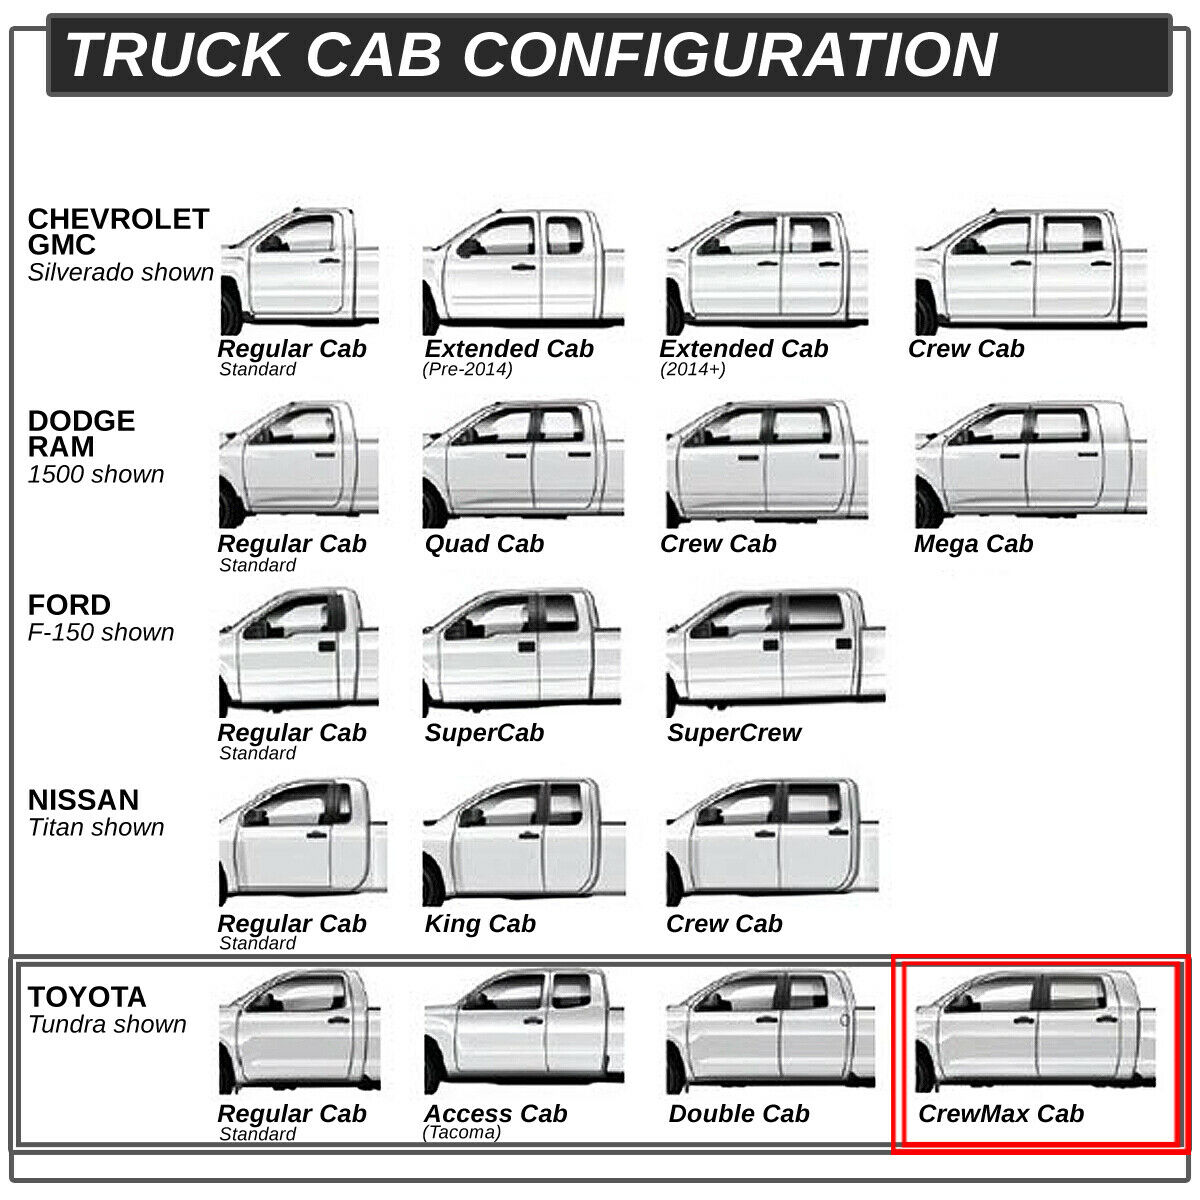 TRUCK CAB CONFIGURATION
CHEVROLET
GMC
Silverado shown
Regular Cab
Standard
Extended Cab
(Pre-2014)
Extended Cab
(2014+)
Crew Cab
DODGE
RAM
1500 shown
Regular Cab
Standard
Quad Cab
Crew Cab
Mega Cab
FORD
F-150 shown
Regular Cab
Standard
SuperCab
SuperCrew
NISSAN
Titan shown
Regular Cab
Standard
King Cab
Crew Cab
TOYOTA
Tundra shown
Regular Cab
Standard
Access Cab
(Tacoma)
Double Cab
CrewMax Cab